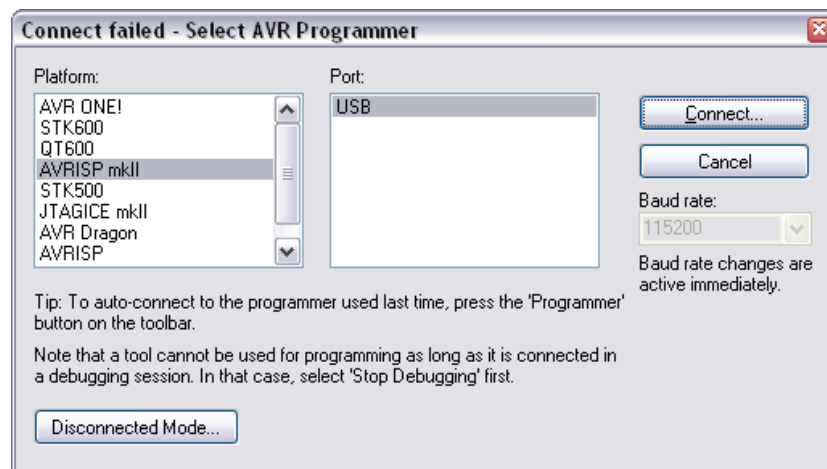 Connect failed - Select AVR Programmer
Platform:
Port:
AVR ONE!
STK600
QT600
AVRISP mkII
STK500
JTAGICE mkII
AVR Dragon
AVRISP
USB
Connect...
Cancel
Baud rate:
115200
Baud rate changes are
active immediately.
Tip: To auto-connect to the programmer used last time, press the 'Programmer'
button on the toolbar.
Note that a tool cannot be used for programming as long as it is connected in
a debugging session. In that case, select 'Stop Debugging' first.
Disconnected Mode...